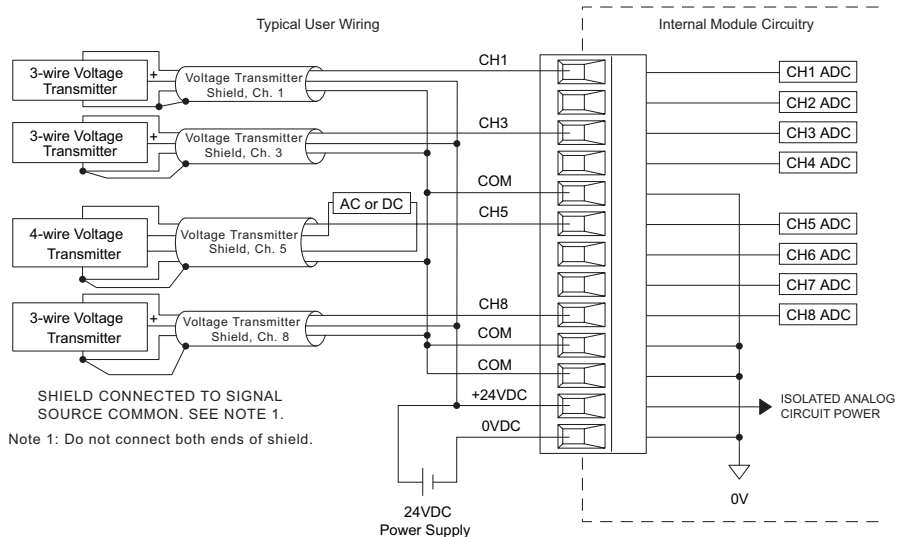 Typical User Wiring
Internal Module Circuitry
3-wire Voltage
Transmitter
+
Voltage Transmitter
Shield, Ch. 1
CH1
CH1 ADC
CH2 ADC
3-wire Voltage
Transmitter
+
Voltage Transmitter
Shield, Ch. 3
CH3
CH3 ADC
CH4 ADC
COM
AC or DC
4-wire Voltage
Transmitter
Voltage Transmitter
Shield, Ch. 5
CH5
CH5 ADC
CH6 ADC
CH7 ADC
3-wire Voltage
Transmitter
+
Voltage Transmitter
Shield, Ch. 8
CH8
CH8 ADC
COM
COM
+24VDC
0VDC
SHIELD CONNECTED TO SIGNAL
SOURCE COMMON. SEE NOTE 1.
Note 1: Do not connect both ends of shield.
ISOLATED ANALOG
CIRCUIT POWER
0V
24VDC
Power Supply